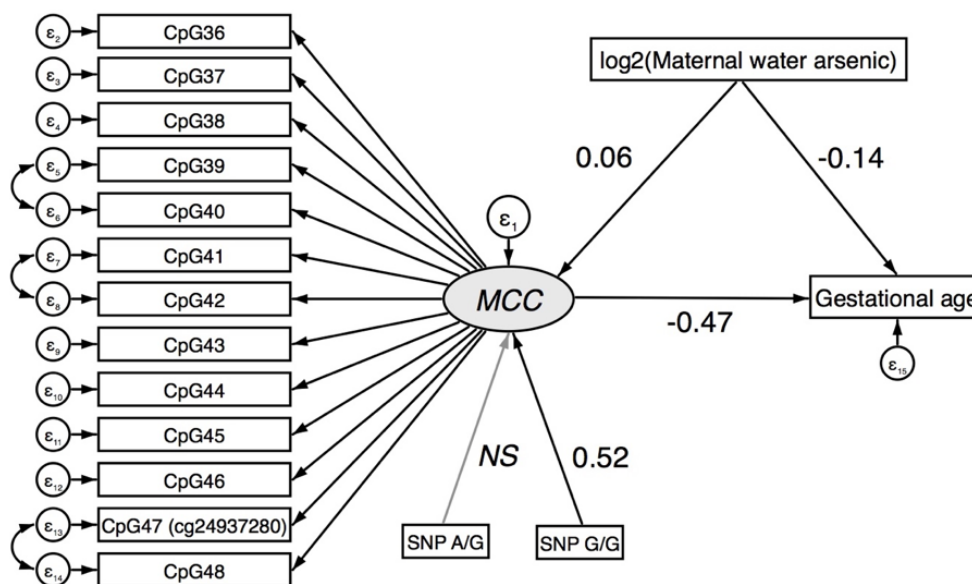 ε2
CpG36
ε3
CpG37
ε4
CpG38
ε5
CpG39
ε6
CpG40
ε7
CpG41
ε8
CpG42
ε9
CpG43
ε10
CpG44
ε11
CpG45
ε12
CpG46
ε13
CpG47 (cg24937280)
ε14
CpG48
log2(Maternal water arsenic)
0.06
-0.14
ε1
MCC
Gestational age
-0.47
ε15
NS
0.52
SNP A/G
SNP G/G